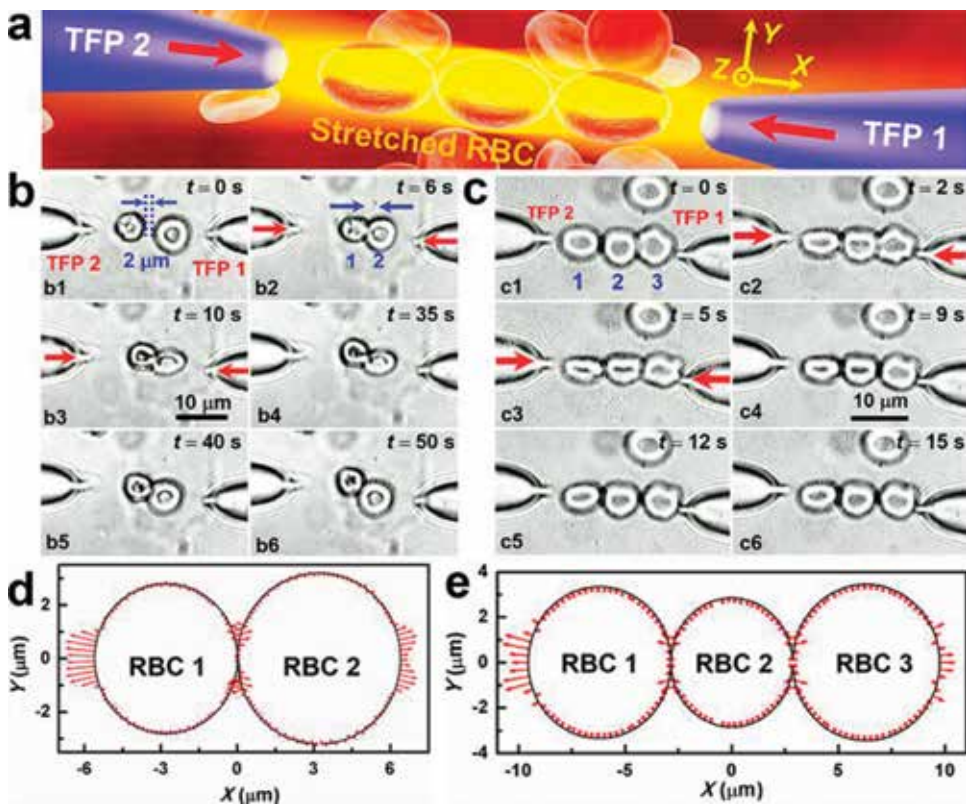 a
TFP 2
Y
Z
X
Stretched RBC
TFP 1
b
t = 0 s
t = 6 s
TFP 2
2 μm
TFP 1
1
2
b1
b2
t = 10 s
t = 35 s
b3
10 μm
b4
t = 40 s
t = 50 s
b5
b6
c
t = 0 s
t = 2 s
TFP 2
TFP 1
1
2
3
c1
c2
t = 5 s
t = 9 s
c3
c4
10 μm
t = 12 s
t = 15 s
c5
c6
d
Y (μm)
2
0
-2
RBC 1
RBC 2
-6
-3
0
3
6
X (μm)
e
Y (μm)
4
2
0
-2
-4
RBC 1
RBC 2
RBC 3
-10
-5
0
5
10
X (μm)